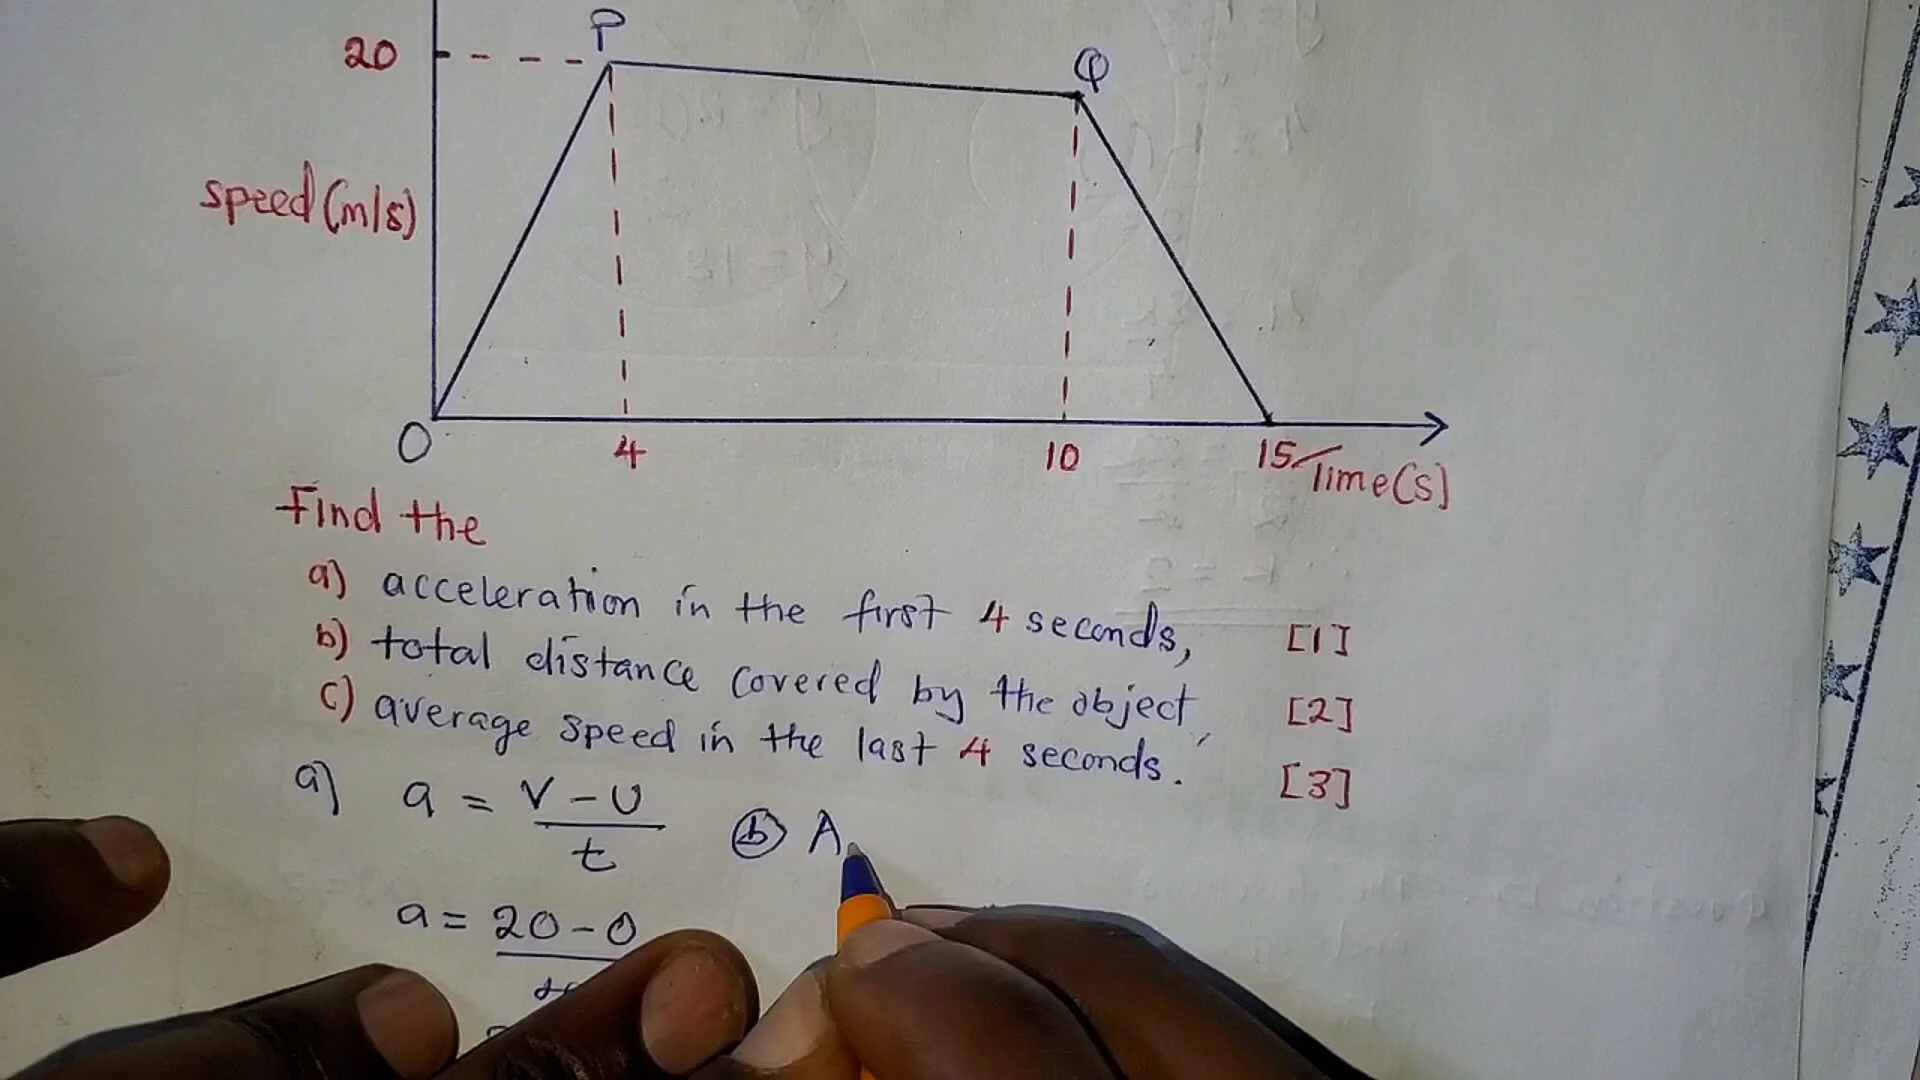 P
20
Q
speed (m/s)
O
4
10
15
Time (s)
Find the
a) acceleration in the first 4 seconds, [1]
b) total distance covered by the object, [2]
c) average speed in the last 4 seconds. [3]
a) a = V - U
t
b A
a = 20 - 0